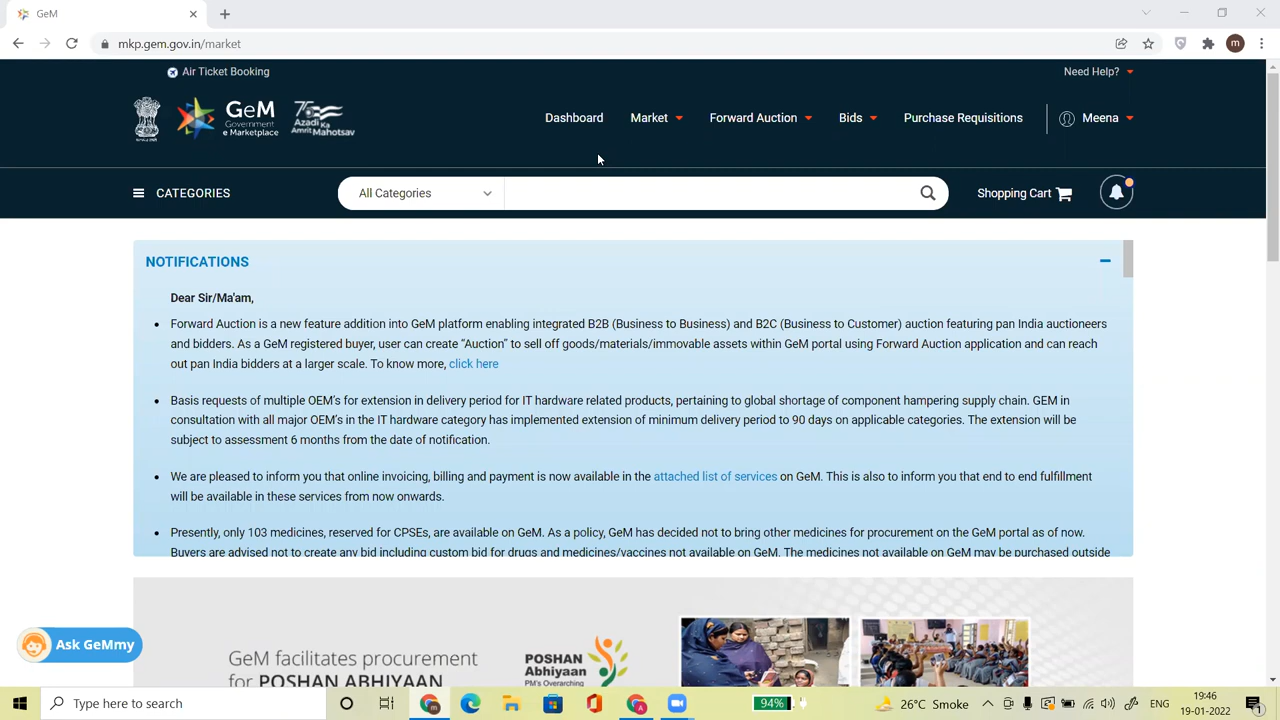 GeM
mkp.gem.gov.in/market
m
Air Ticket Booking
Need Help?
GeM
Government
e Marketplace
75
Azadi Ka
Amrit Mahotsav
Dashboard
Market
Forward Auction
Bids
Purchase Requisitions
Meena
CATEGORIES
All Categories
Shopping Cart
NOTIFICATIONS
Dear Sir/Ma'am,
Forward Auction is a new feature addition into GeM platform enabling integrated B2B (Business to Business) and B2C (Business to Customer) auction featuring pan India auctioneers
and bidders. As a GeM registered buyer, user can create “Auction” to sell off goods/materials/immovable assets within GeM portal using Forward Auction application and can reach
out pan India bidders at a larger scale. To know more, click here
Basis requests of multiple OEM's for extension in delivery period for IT hardware related products, pertaining to global shortage of component hampering supply chain. GEM in
consultation with all major OEM's in the IT hardware category has implemented extension of minimum delivery period to 90 days on applicable categories. The extension will be
subject to assessment 6 months from the date of notification.
We are pleased to inform you that online invoicing, billing and payment is now available in the attached list of services on GeM. This is also to inform you that end to end fulfillment
will be available in these services from now onwards.
Presently, only 103 medicines, reserved for CPSEs, are available on GeM. As a policy, GeM has decided not to bring other medicines for procurement on the GeM portal as of now.
Buyers are advised not to create any bid including custom bid for drugs and medicines/vaccines not available on GeM. The medicines not available on GeM may be purchased outside
GeM facilitates procurement
for POSHAN ABHIYAAN
POSHAN
Abhiyaan
PM's Overarching
Ask GeMmy
Type here to search
94%
26°C Smoke
ENG
19:46
19-01-2022
1